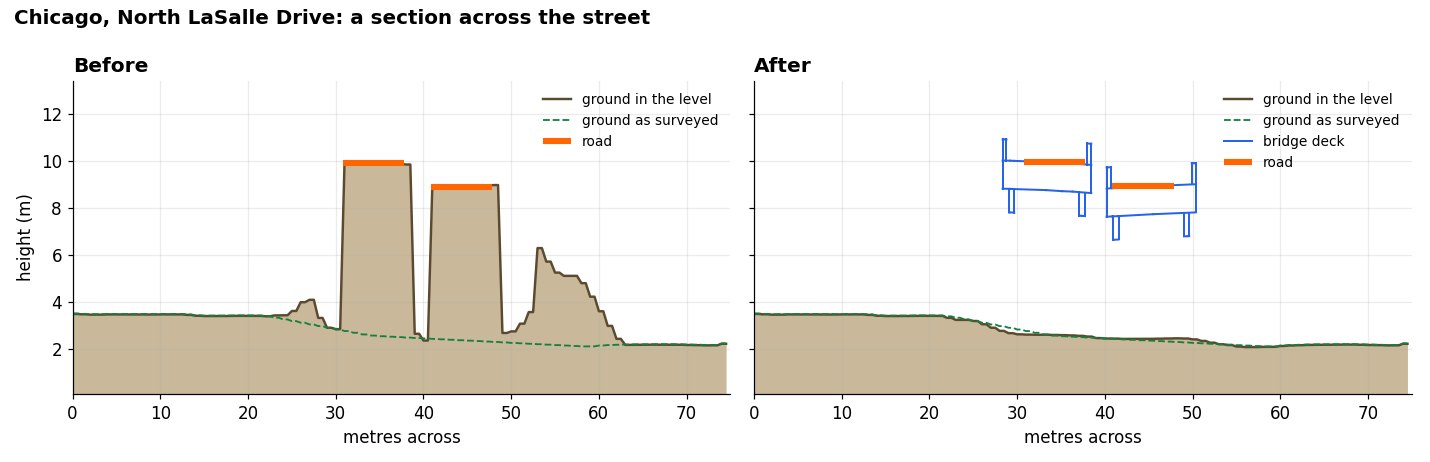 Chicago, North LaSalle Drive: a section across the street
Before
After
ground in the level
ground as surveyed
road
ground in the level
ground as surveyed
bridge deck
road
height (m)
12
10
8
6
4
2
0 10 20 30 40 50 60 70
0 10 20 30 40 50 60 70
metres across
metres across